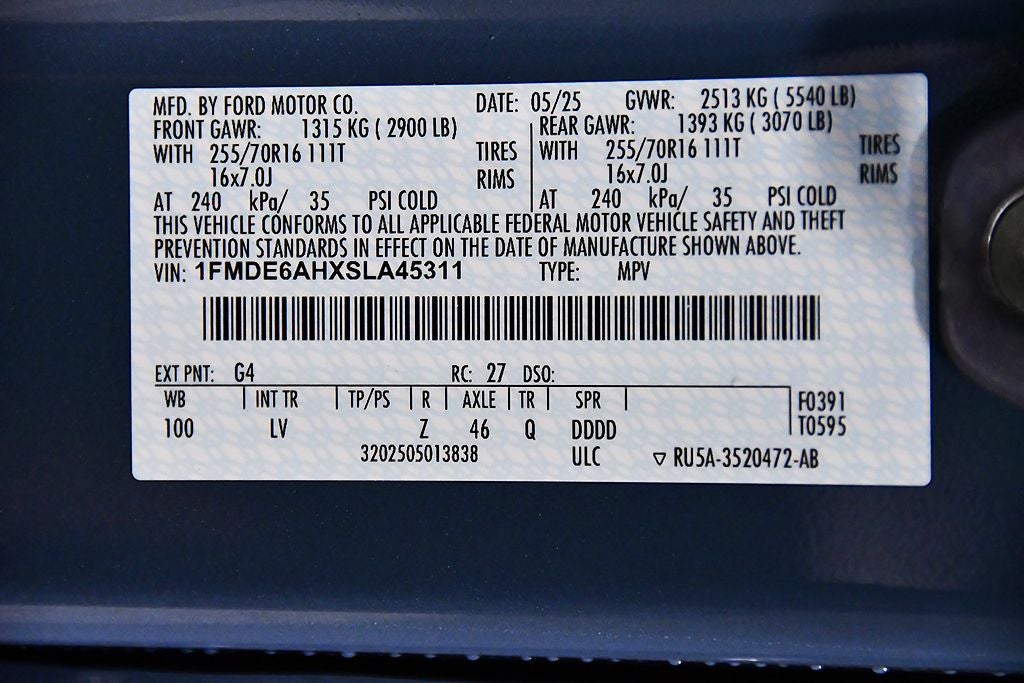 MFD. BY FORD MOTOR CO. DATE: 05/25 GVWR: 2513 KG ( 5540 LB)
FRONT GAWR: 1315 KG ( 2900 LB) REAR GAWR: 1393 KG ( 3070 LB)
WITH 255/70R16 111T TIRES WITH 255/70R16 111T TIRES
16x7.0J RIMS 16x7.0J RIMS
AT 240 kPa/ 35 PSI COLD AT 240 kPa/ 35 PSI COLD
THIS VEHICLE CONFORMS TO ALL APPLICABLE FEDERAL MOTOR VEHICLE SAFETY AND THEFT
PREVENTION STANDARDS IN EFFECT ON THE DATE OF MANUFACTURE SHOWN ABOVE.
VIN: 1FMDE6AHXSLA45311 TYPE: MPV
EXT PNT: G4 RC: 27 DSO:
WB INT TR TP/PS R AXLE TR SPR F0391
100 LV Z 46 Q DDDD T0595
3202505013838 ULC ▽ RU5A-3520472-AB